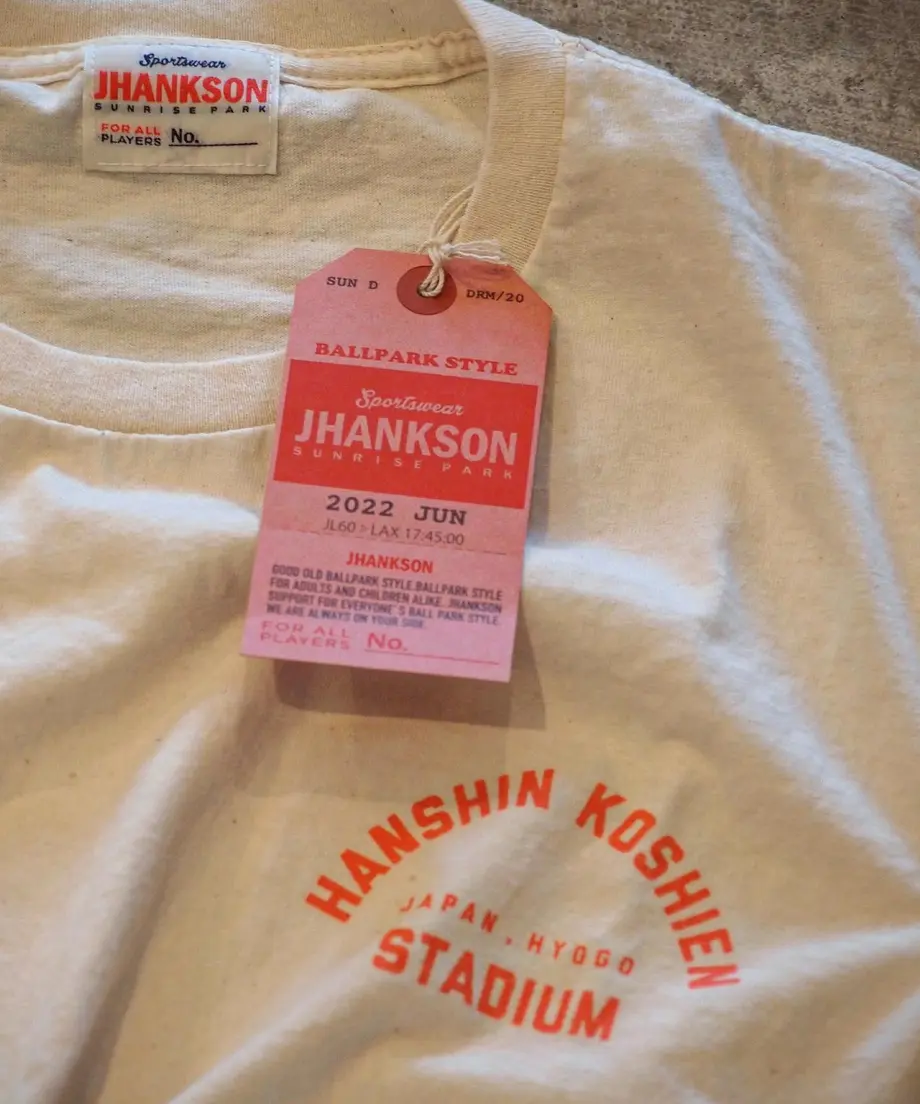 Sportswear
JHANKSON
SUNRISE PARK
FOR ALL
PLAYERS No.
SUN D DRM/20
BALLPARK STYLE
Sportswear
JHANKSON
SUNRISE PARK
2022 JUN
JL60 > LAX 17:45:00
JHANKSON
GOOD OLD BALLPARK STYLE.BALLPARK STYLE
FOR ADULTS AND CHILDREN ALIKE. JHANKSON
SUPPORT FOR EVERYONE'S BALL PARK STYLE.
WE ARE ALWAYS ON YOUR SIDE.
FOR ALL
PLAYERS No.
HANSHIN KOSHIEN
JAPAN, HYOGO
STADIUM